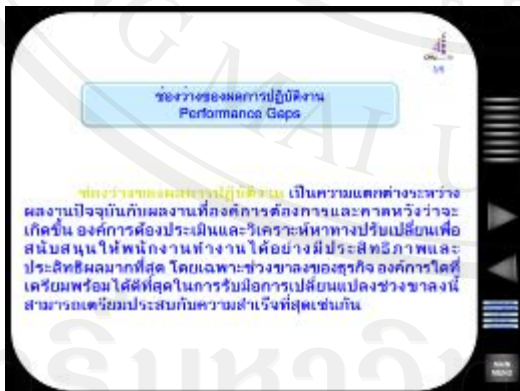 ช่องว่างของผลการปฏิบัติงาน
Performance Gaps
ช่องว่างของผลการปฏิบัติงาน เป็นความแตกต่างระหว่าง
ผลงานปัจจุบันกับผลงานที่องค์การต้องการและคาดหวังว่าจะ
เกิดขึ้น องค์การต้องประเมินและวิเคราะห์หาทางปรับเปลี่ยนเพื่อ
สนับสนุนให้พนักงานทำงานได้อย่างมีประสิทธิภาพและ
ประสิทธิผลมากที่สุด โดยเฉพาะช่วงขาลงของธุรกิจ องค์การใดที่
เตรียมพร้อมได้ดีที่สุดในการรับมือการเปลี่ยนแปลงช่วงขาลงนี้
สามารถเตรียมประสบกับความสำเร็จที่สุดเช่นกัน
MAIN
MENU